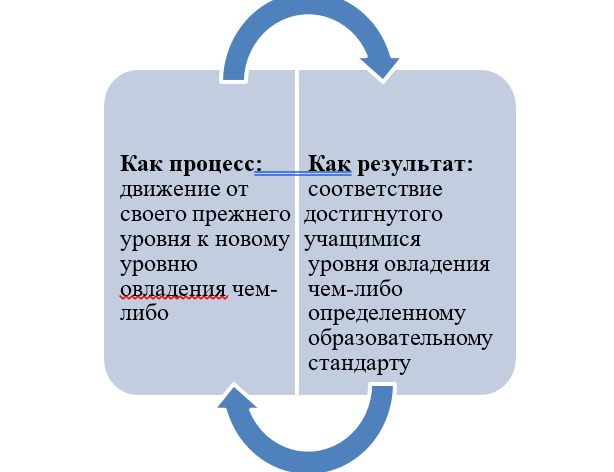 Как процесс:
движение от
своего прежнего
уровня к новому
уровню
овладения чем-
либо
Как результат:
соответствие
достигнутого
учащимися
уровня овладения
чем-либо
определенному
образовательному
стандарту